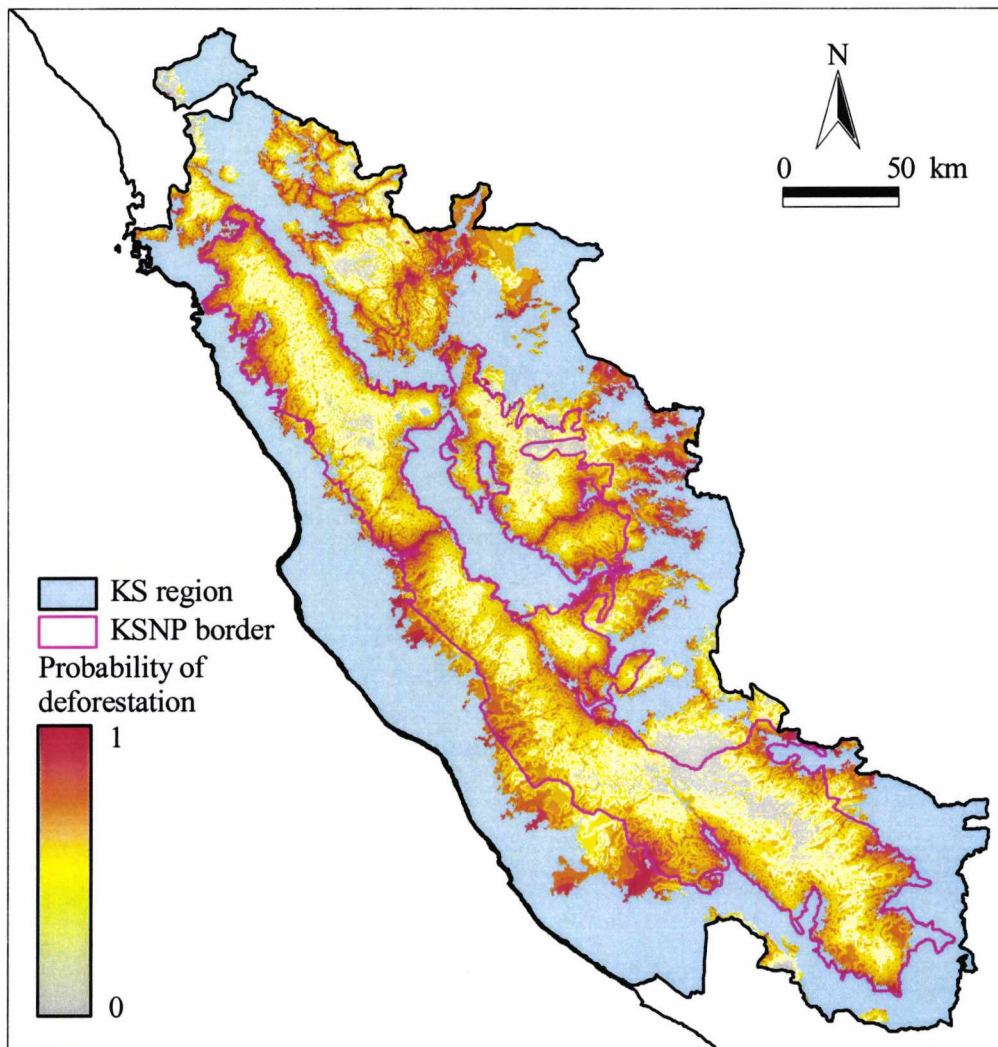 N
0 50 km
KS region
KSNP border
Probability of
deforestation
1
0